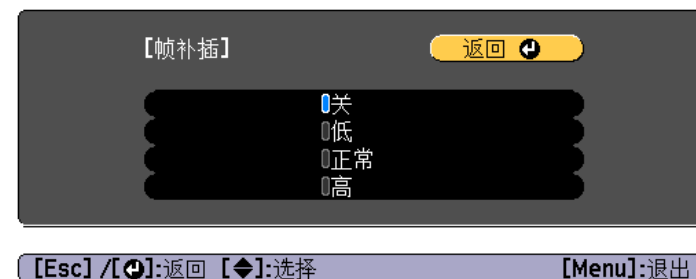 [帧补插] 返回
关
低
正常
高
[Esc] /[]:返回 []:选择 [Menu]:退出